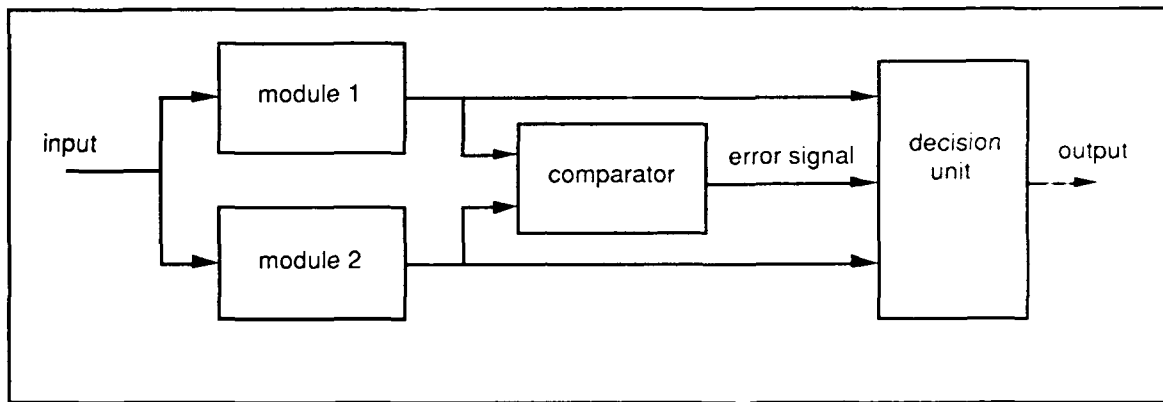 module 1
input
comparator
error signal
decision
unit
output
module 2